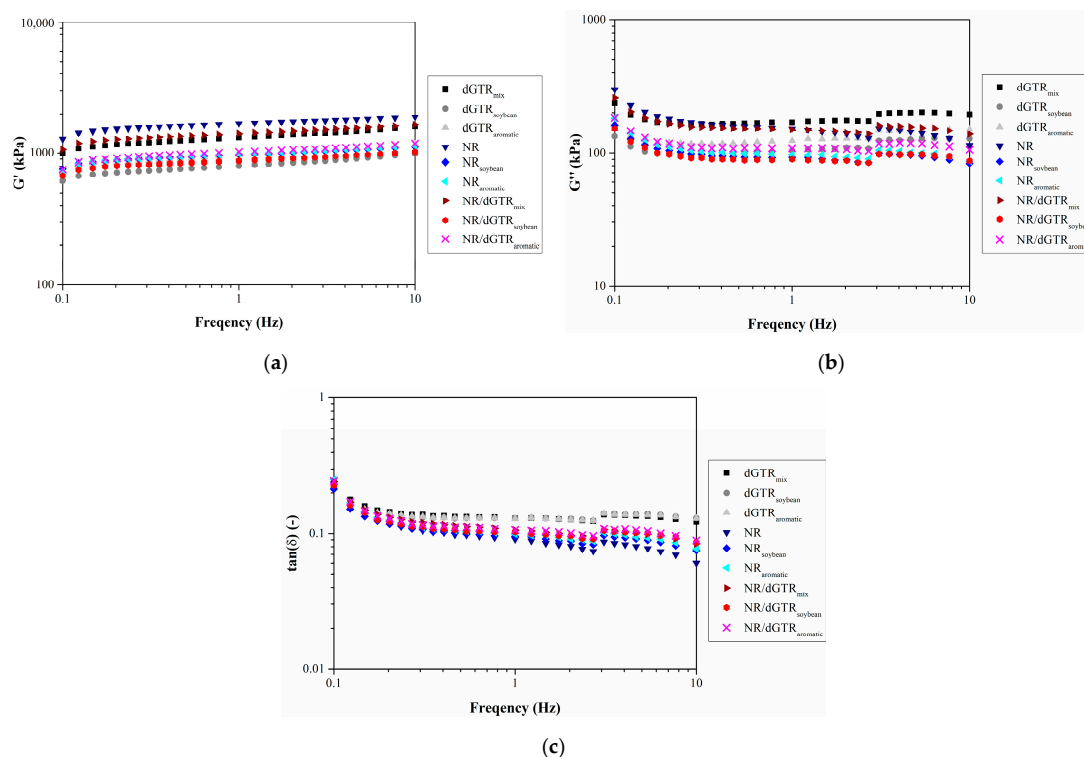 10,000
1000
100
G' (kPa)
0.1
1
10
Freqency (Hz)
dGTRmix
dGTRsoybean
dGTRaromatic
NR
NRsoybean
NRaromatic
NR/dGTRmix
NR/dGTRsoybean
NR/dGTRaromatic
(a)
1000
100
10
G'' (kPa)
0.1
1
10
Freqency (Hz)
dGTRmix
dGTRsoybean
dGTRaromatic
NR
NRsoybean
NRaromatic
NR/dGTRmix
NR/dGTRsoybe
NR/dGTRaroma
(b)
1
0.1
0.01
tan(δ) (-)
0.1
1
10
Freqency (Hz)
dGTRmix
dGTRsoybean
dGTRaromatic
NR
NRsoybean
NRaromatic
NR/dGTRmix
NR/dGTRsoybean
NR/dGTRaromatic
(c)